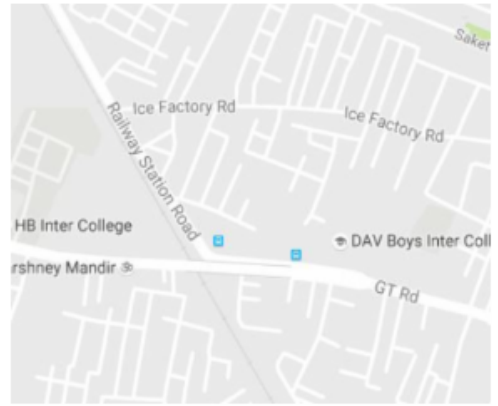 Saket
Ice Factory Rd
Ice Factory Rd
Railway Station Road
HB Inter College
DAV Boys Inter Coll
rshney Mandir
GT Rd